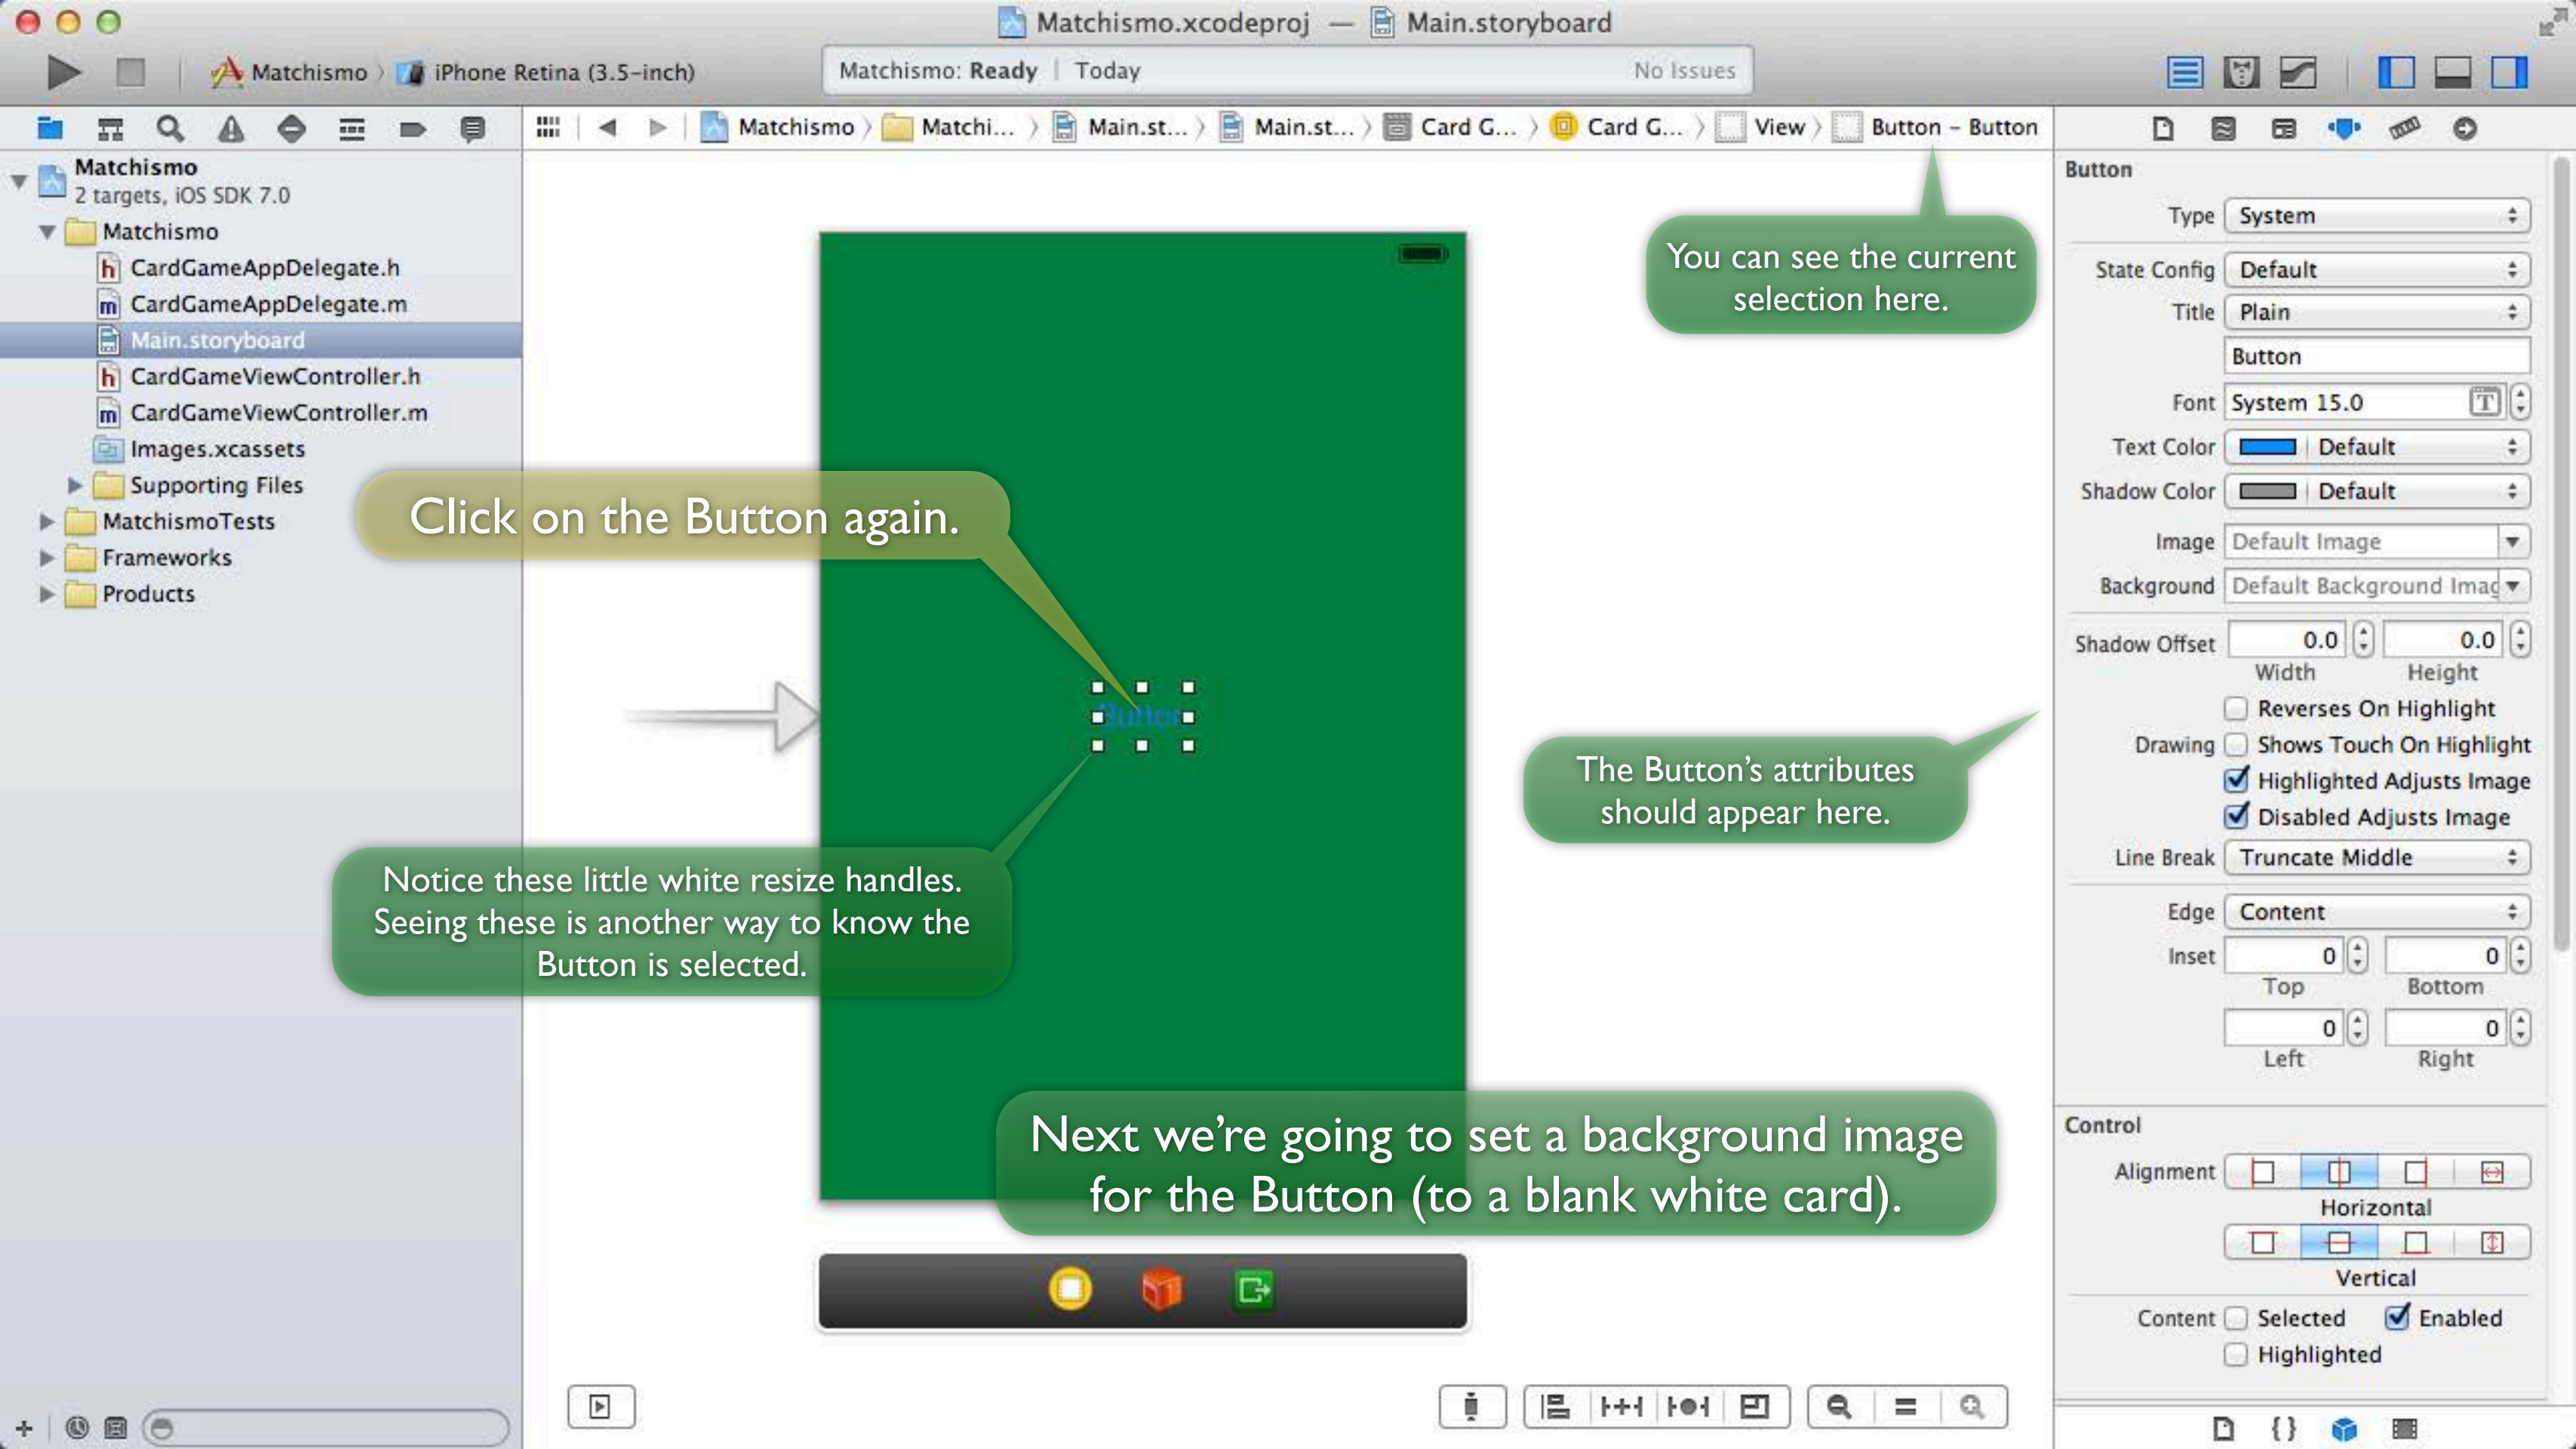 Matchismo.xcodeproj — Main.storyboard
Matchismo 〉 iPhone Retina (3.5-inch)
Matchismo: Ready | Today
No Issues
Matchismo 〉 Matchi... 〉 Main.st... 〉 Main.st... 〉 Card G... 〉 Card G... 〉 View 〉 Button – Button
Matchismo
2 targets, iOS SDK 7.0
Matchismo
h CardGameAppDelegate.h
m CardGameAppDelegate.m
Main.storyboard
h CardGameViewController.h
m CardGameViewController.m
Images.xcassets
Supporting Files
MatchismoTests
Frameworks
Products
You can see the current
selection here.
Click on the Button again.
Button
Notice these little white resize handles.
Seeing these is another way to know the
Button is selected.
The Button’s attributes
should appear here.
Next we’re going to set a background image
for the Button (to a blank white card).
Button
Type System
State Config Default
Title Plain
Button
Font System 15.0 T
Text Color Default
Shadow Color Default
Image Default Image
Background Default Background Imag
Shadow Offset 0.0 0.0
Width Height
Reverses On Highlight
Drawing Shows Touch On Highlight
Highlighted Adjusts Image
Disabled Adjusts Image
Line Break Truncate Middle
Edge Content
Inset 0 0
Top Bottom
0 0
Left Right
Control
Alignment
Horizontal
Vertical
Content Selected Enabled
Highlighted
{}